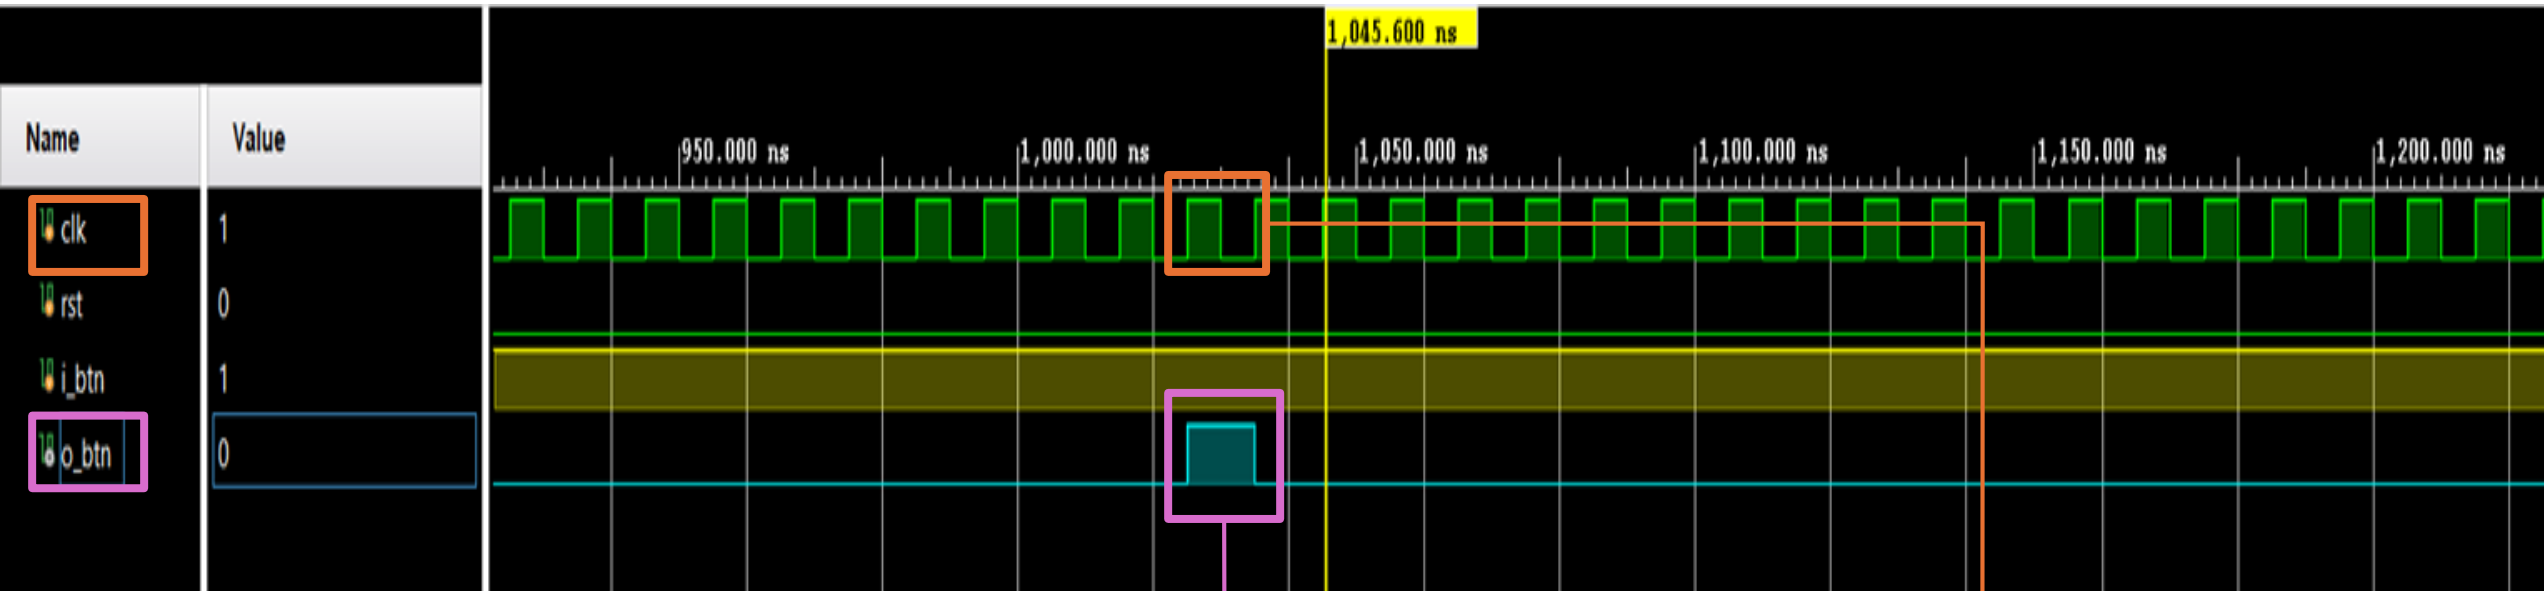 1,045.600 ns
Name Value
950.000 ns 1,000.000 ns 1,050.000 ns 1,100.000 ns 1,150.000 ns 1,200.000 ns
clk 1
rst 0
i_btn 1
o_btn 0